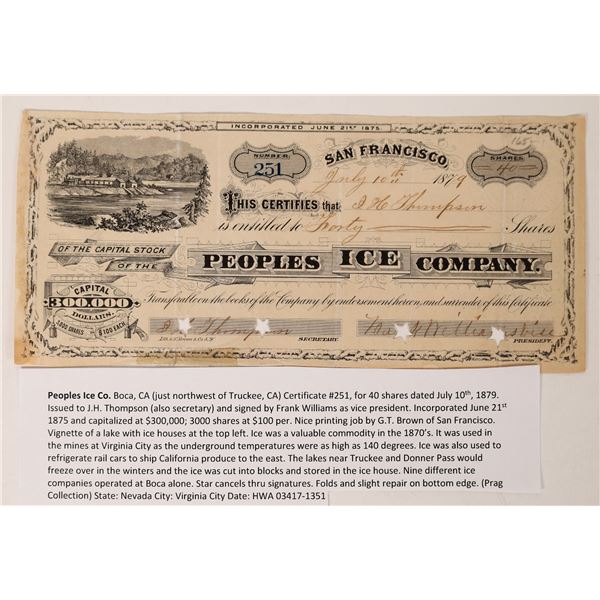 INCORPORATED JUNE 21ST 1875.
165
NUMBER
251
SAN FRANCISCO,
SHARES
40
July 10th 1879
THIS CERTIFIES that J H Thompson
is entitled to Forty Shares
OF THE CAPITAL STOCK
OF THE
PEOPLES ICE COMPANY.
CAPITAL
300,000
DOLLARS.
3000 SHARES $100 EACH
Transferable on the books of the Company by endorsement hereon and surrender of this certificate
Thompson
SECRETARY.
Frank Williams
PRESIDENT.
Peoples Ice Co. Boca, CA (just northwest of Truckee, CA) Certificate #251, for 40 shares dated July 10th, 1879.
Issued to J.H. Thompson (also secretary) and signed by Frank Williams as vice president. Incorporated June 21st
1875 and capitalized at $300,000; 3000 shares at $100 per. Nice printing job by G.T. Brown of San Francisco.
Vignette of a lake with ice houses at the top left. Ice was a valuable commodity in the 1870's. It was used in
the mines at Virginia City as the underground temperatures were as high as 140 degrees. Ice was also used to
refrigerate rail cars to ship California produce to the east. The lakes near Truckee and Donner Pass would
freeze over in the winters and the ice was cut into blocks and stored in the ice house. Nine different ice
companies operated at Boca alone. Star cancels thru signatures. Folds and slight repair on bottom edge. (Prag
Collection) State: Nevada City: Virginia City Date: HWA 03417-1351